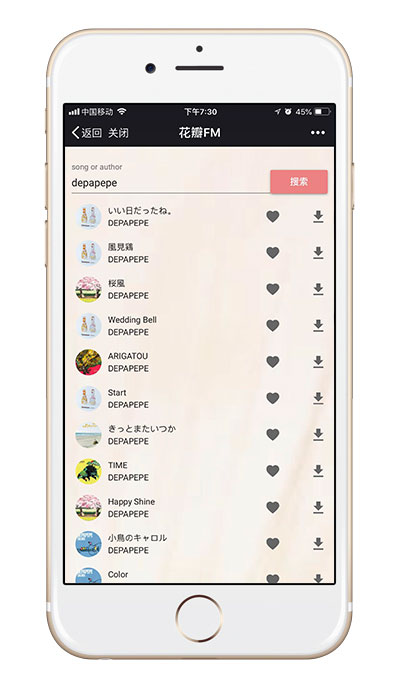 中国移动 下午7:30 45%
返回 关闭 花瓣FM
song or author
depapepe 搜索
いい日だったね。
DEPAPEPE
風見鶏
DEPAPEPE
桜風
DEPAPEPE
Wedding Bell
DEPAPEPE
ARIGATOU
DEPAPEPE
Start
DEPAPEPE
きっとまたいつか
DEPAPEPE
TIME
DEPAPEPE
Happy Shine
DEPAPEPE
小鳥のキャロル
DEPAPEPE
Color